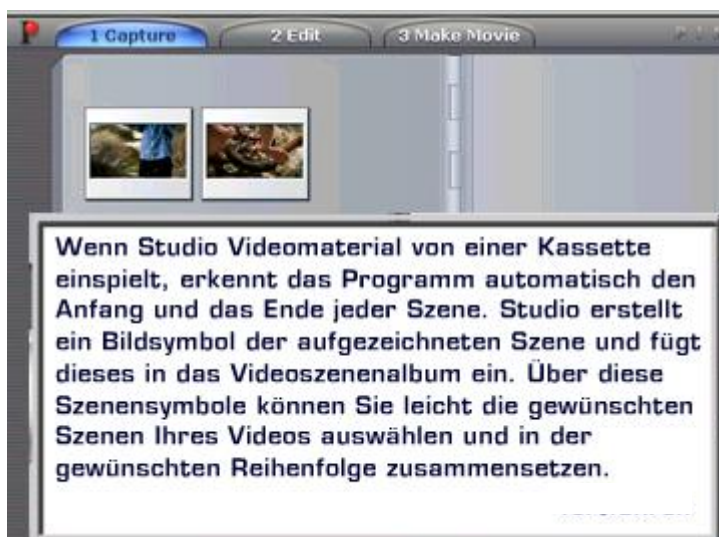 1 Capture
2 Edit
3 Make Movie
Wenn Studio Videomaterial von einer Kassette
einspielt, erkennt das Programm automatisch den
Anfang und das Ende jeder Szene. Studio erstellt
ein Bildsymbol der aufgezeichneten Szene und fügt
dieses in das Videoszenenalbum ein. Über diese
Szenensymbole können Sie leicht die gewünschten
Szenen Ihres Videos auswählen und in der
gewünschten Reihenfolge zusammensetzen.